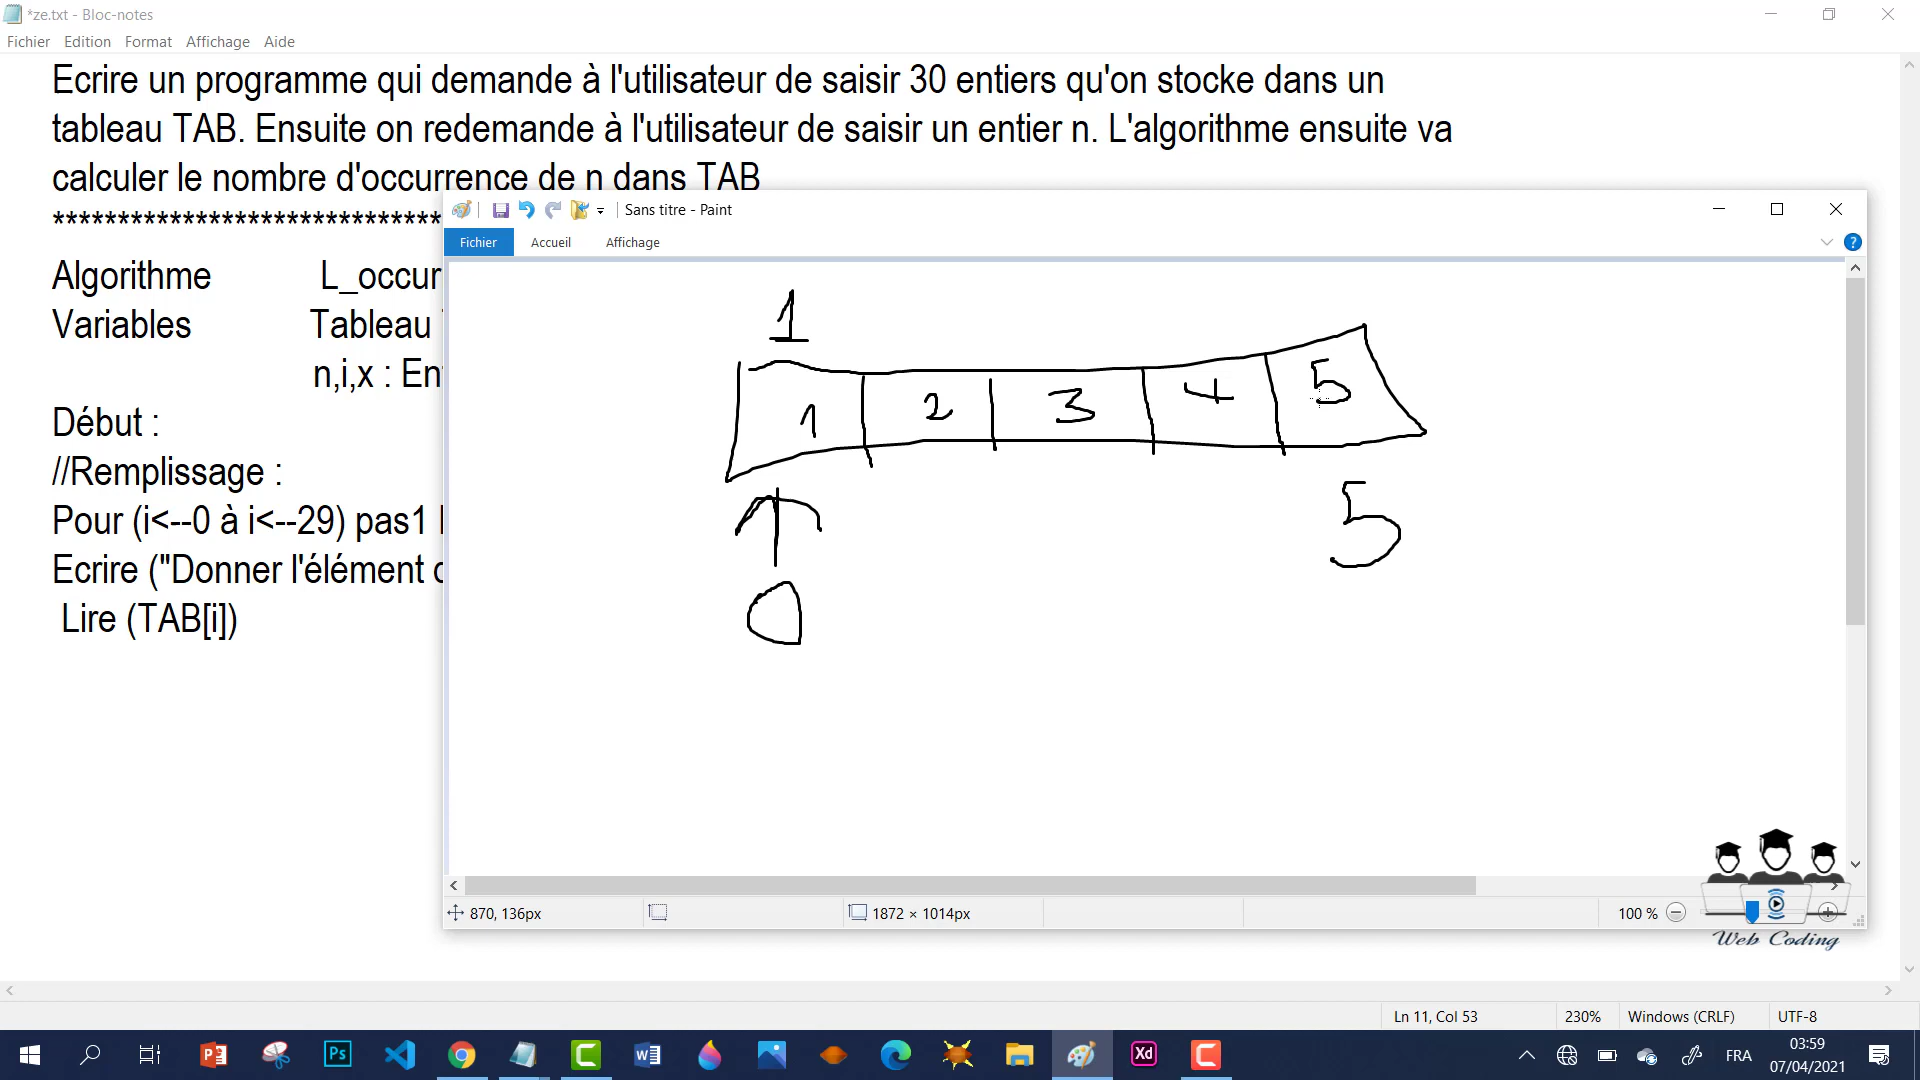 *ze.txt - Bloc-notes
Fichier Edition Format Affichage Aide
Ecrire un programme qui demande à l'utilisateur de saisir 30 entiers qu'on stocke dans un
tableau TAB. Ensuite on redemande à l'utilisateur de saisir un entier n. L'algorithme ensuite va
calculer le nombre d'occurrence de n dans TAB
******************************
Algorithme L_occur
Variables Tableau
n,i,x : En
Début :
//Remplissage :
Pour (i<--0 à i<--29) pas1
Ecrire ("Donner l'élément
Lire (TAB[i])
Sans titre - Paint
Fichier Accueil Affichage
1
1 2 3 4 5
5
0
870, 136px 1872 × 1014px 100 %
Web Coding
Ln 11, Col 53 230% Windows (CRLF) UTF-8
FRA 03:59
07/04/2021